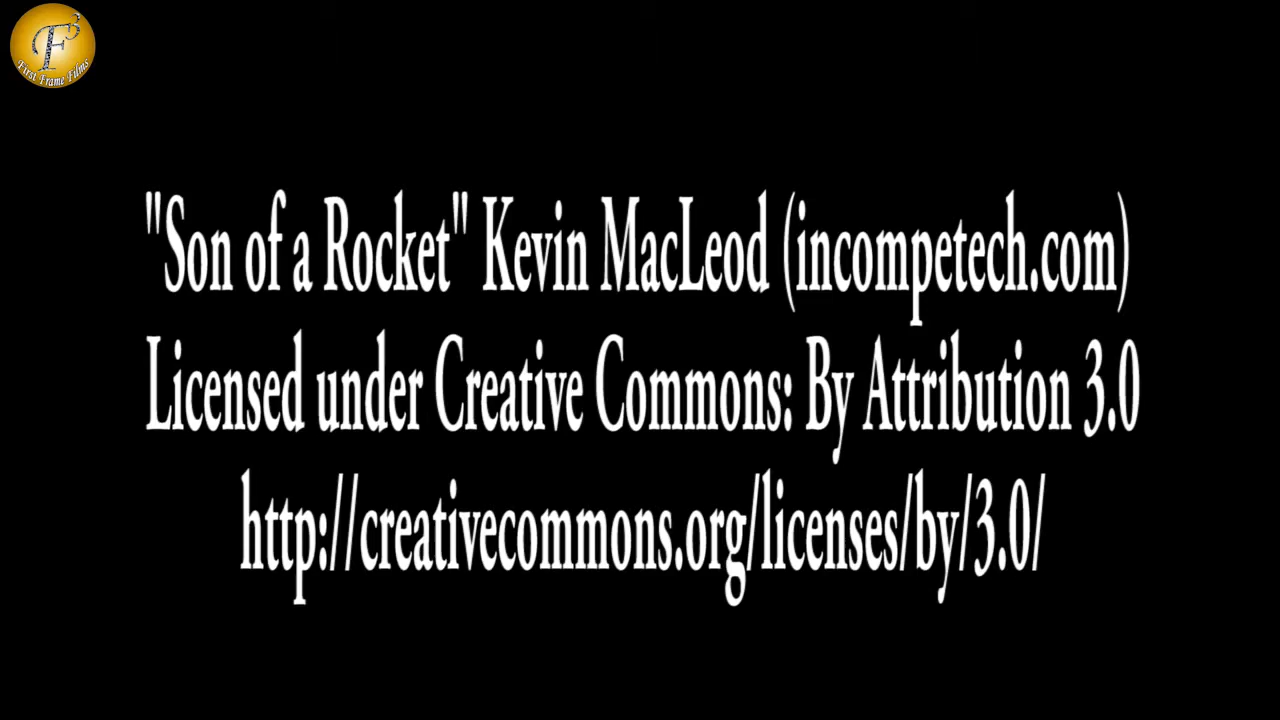 F3
First Frame Films
"Son of a Rocket" Kevin MacLeod (incompetech.com)
Licensed under Creative Commons: By Attribution 3.0
http://creativecommons.org/licenses/by/3.0/